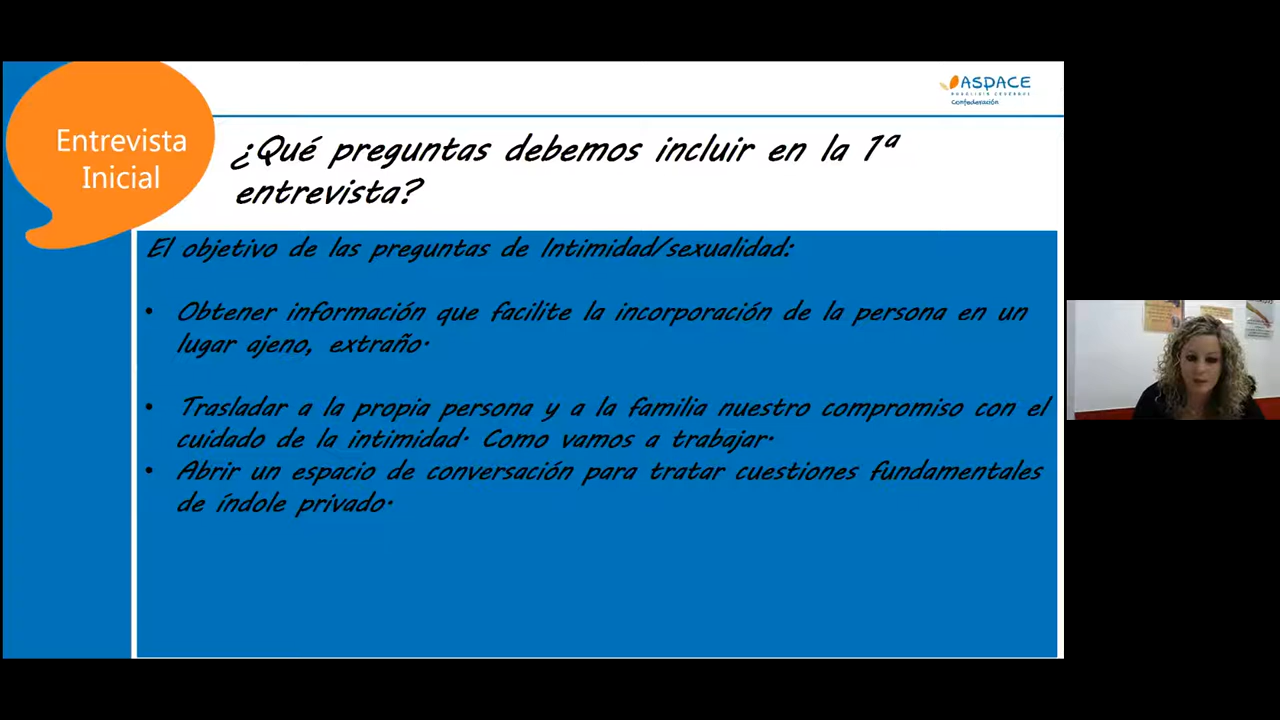 ASPACE
Confederación
Entrevista
Inicial
¿Qué preguntas debemos incluir en la 1ª
entrevista?
El objetivo de las preguntas de Intimidad/sexualidad:
• Obtener información que facilite la incorporación de la persona en un
lugar ajeno, extraño.
• Trasladar a la propia persona y a la familia nuestro compromiso con el
cuidado de la intimidad. Como vamos a trabajar.
• Abrir un espacio de conversación para tratar cuestiones fundamentales
de índole privado.